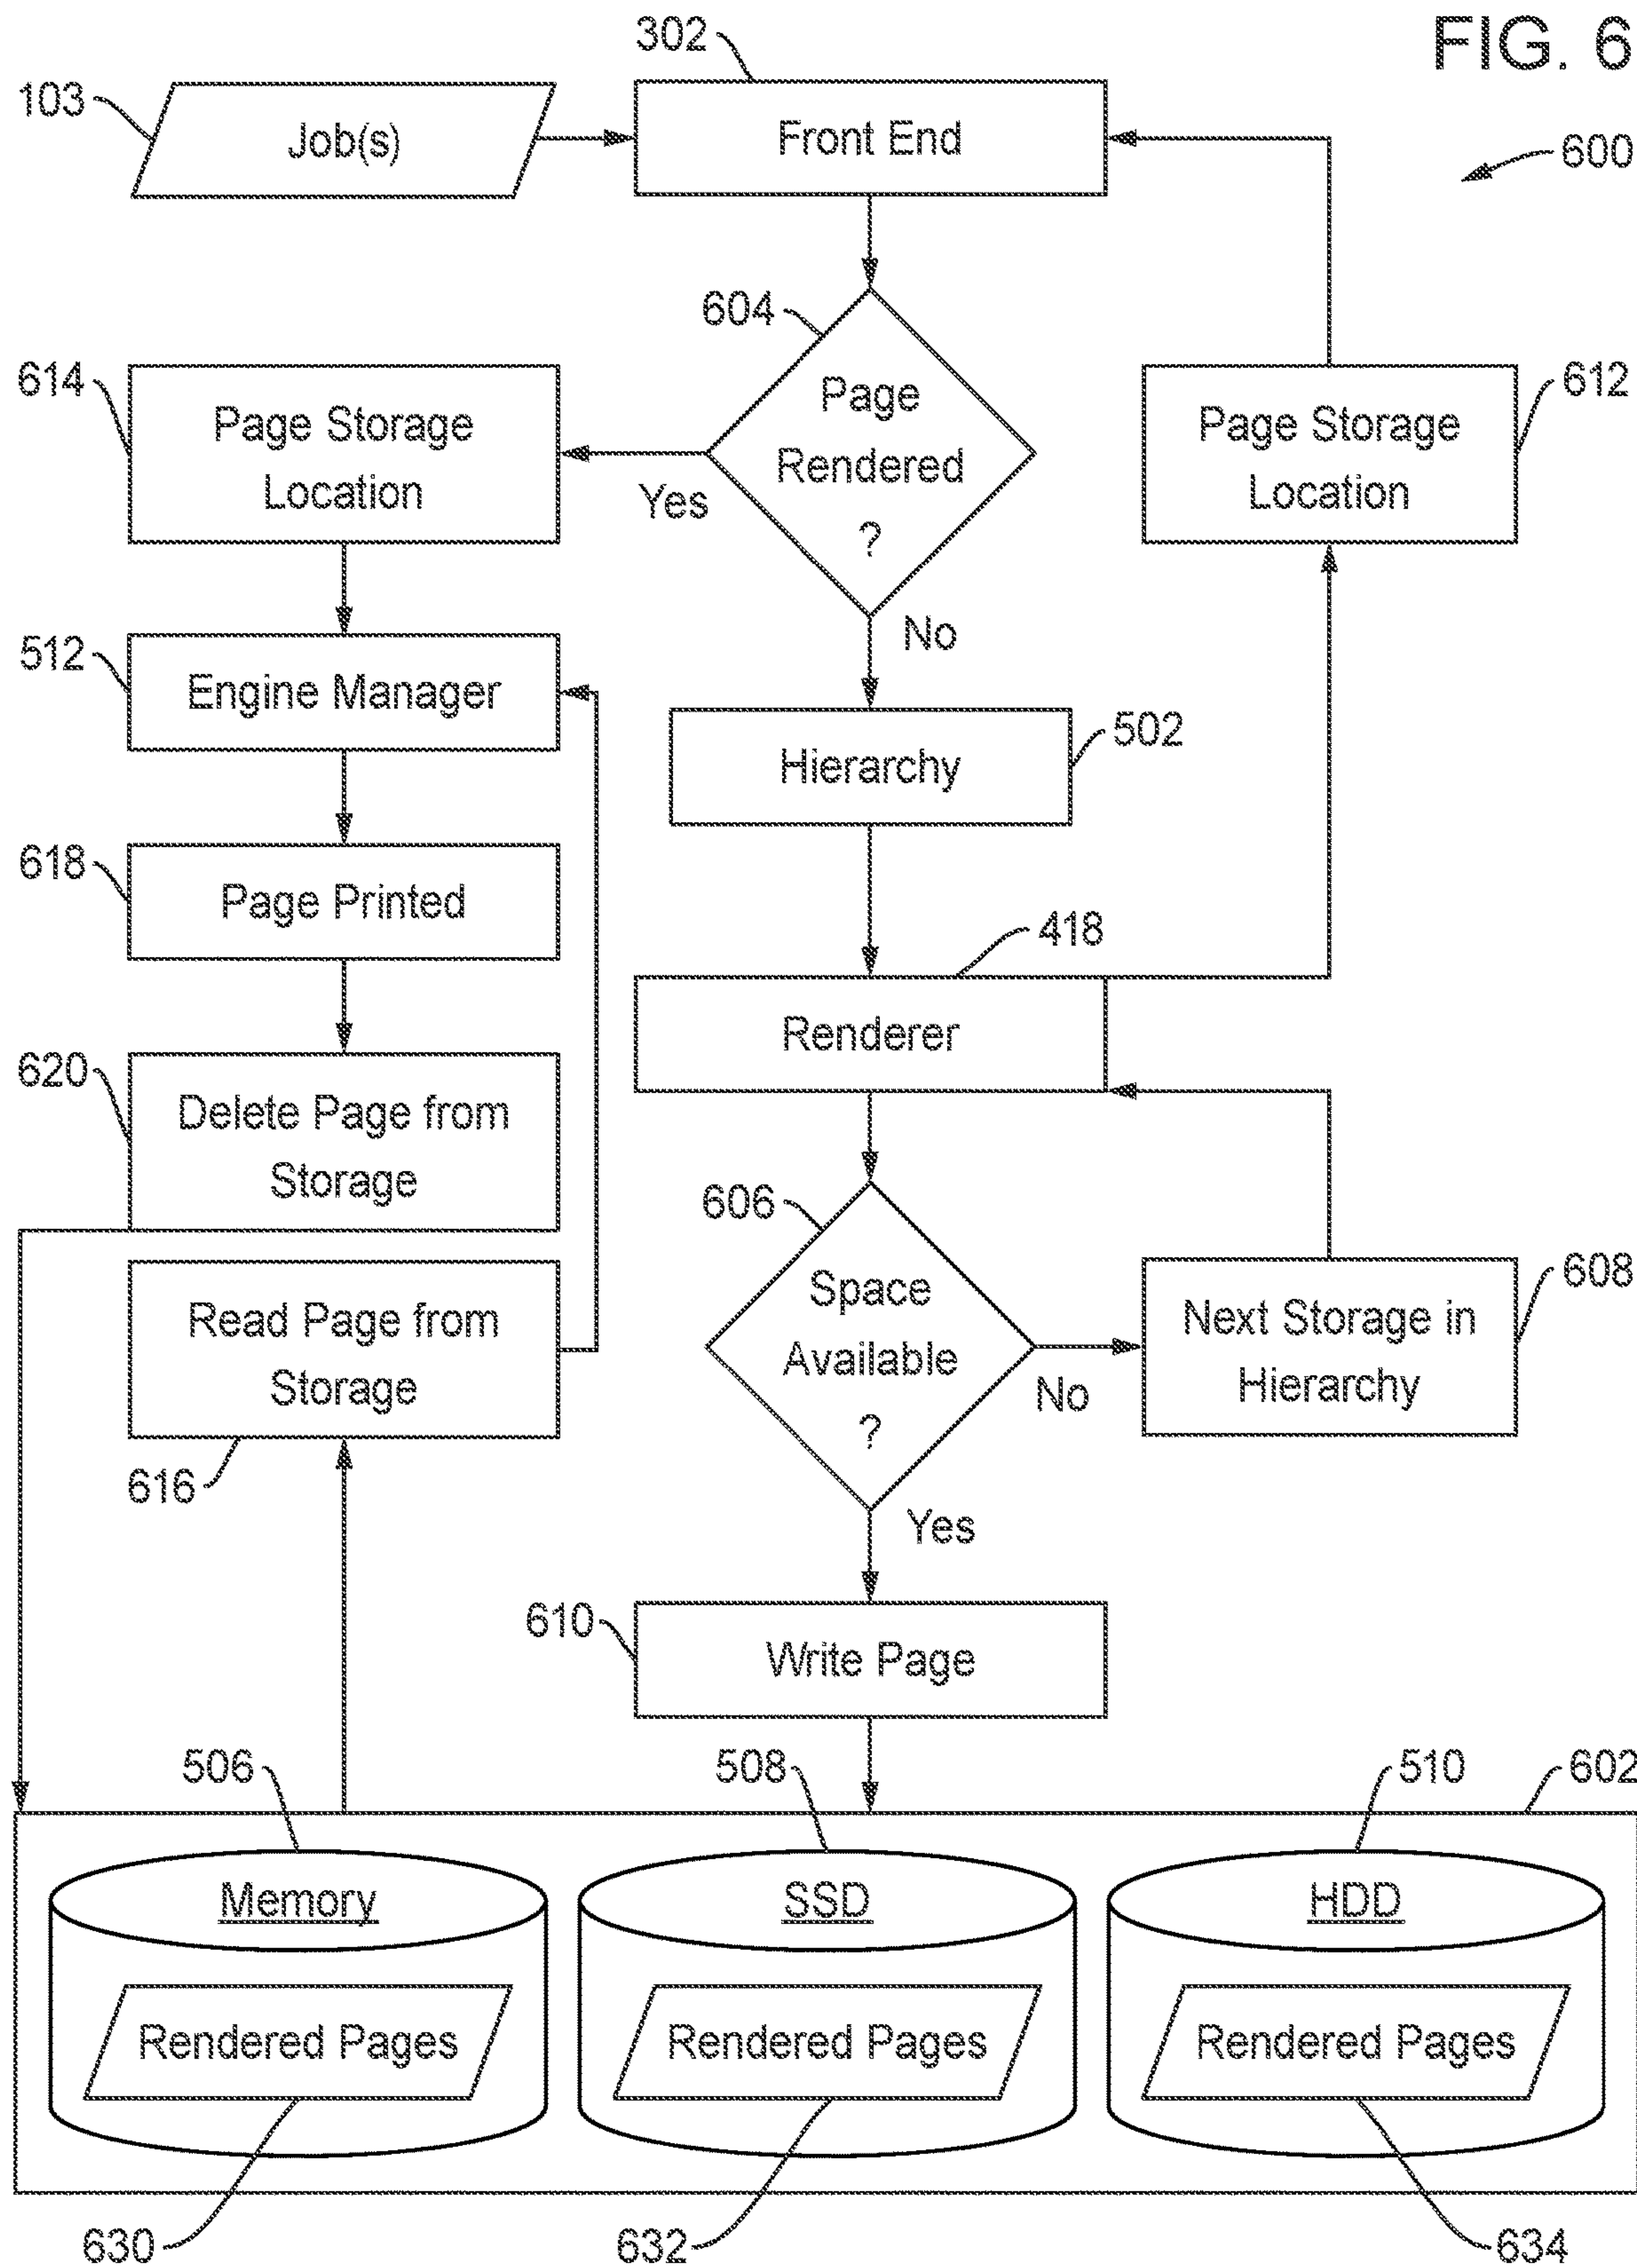 FIG. 6
302
103
Job(s)
Front End
600
604
614
Page Storage
Location
Page
Rendered
?
Yes
No
612
Page Storage
Location
512
Engine Manager
502
Hierarchy
618
Page Printed
418
Renderer
620
Delete Page from
Storage
606
Space
Available
?
No
Yes
608
Next Storage in
Hierarchy
Read Page from
Storage
616
610
Write Page
506
508
510
602
Memory
SSD
HDD
Rendered Pages
Rendered Pages
Rendered Pages
630
632
634